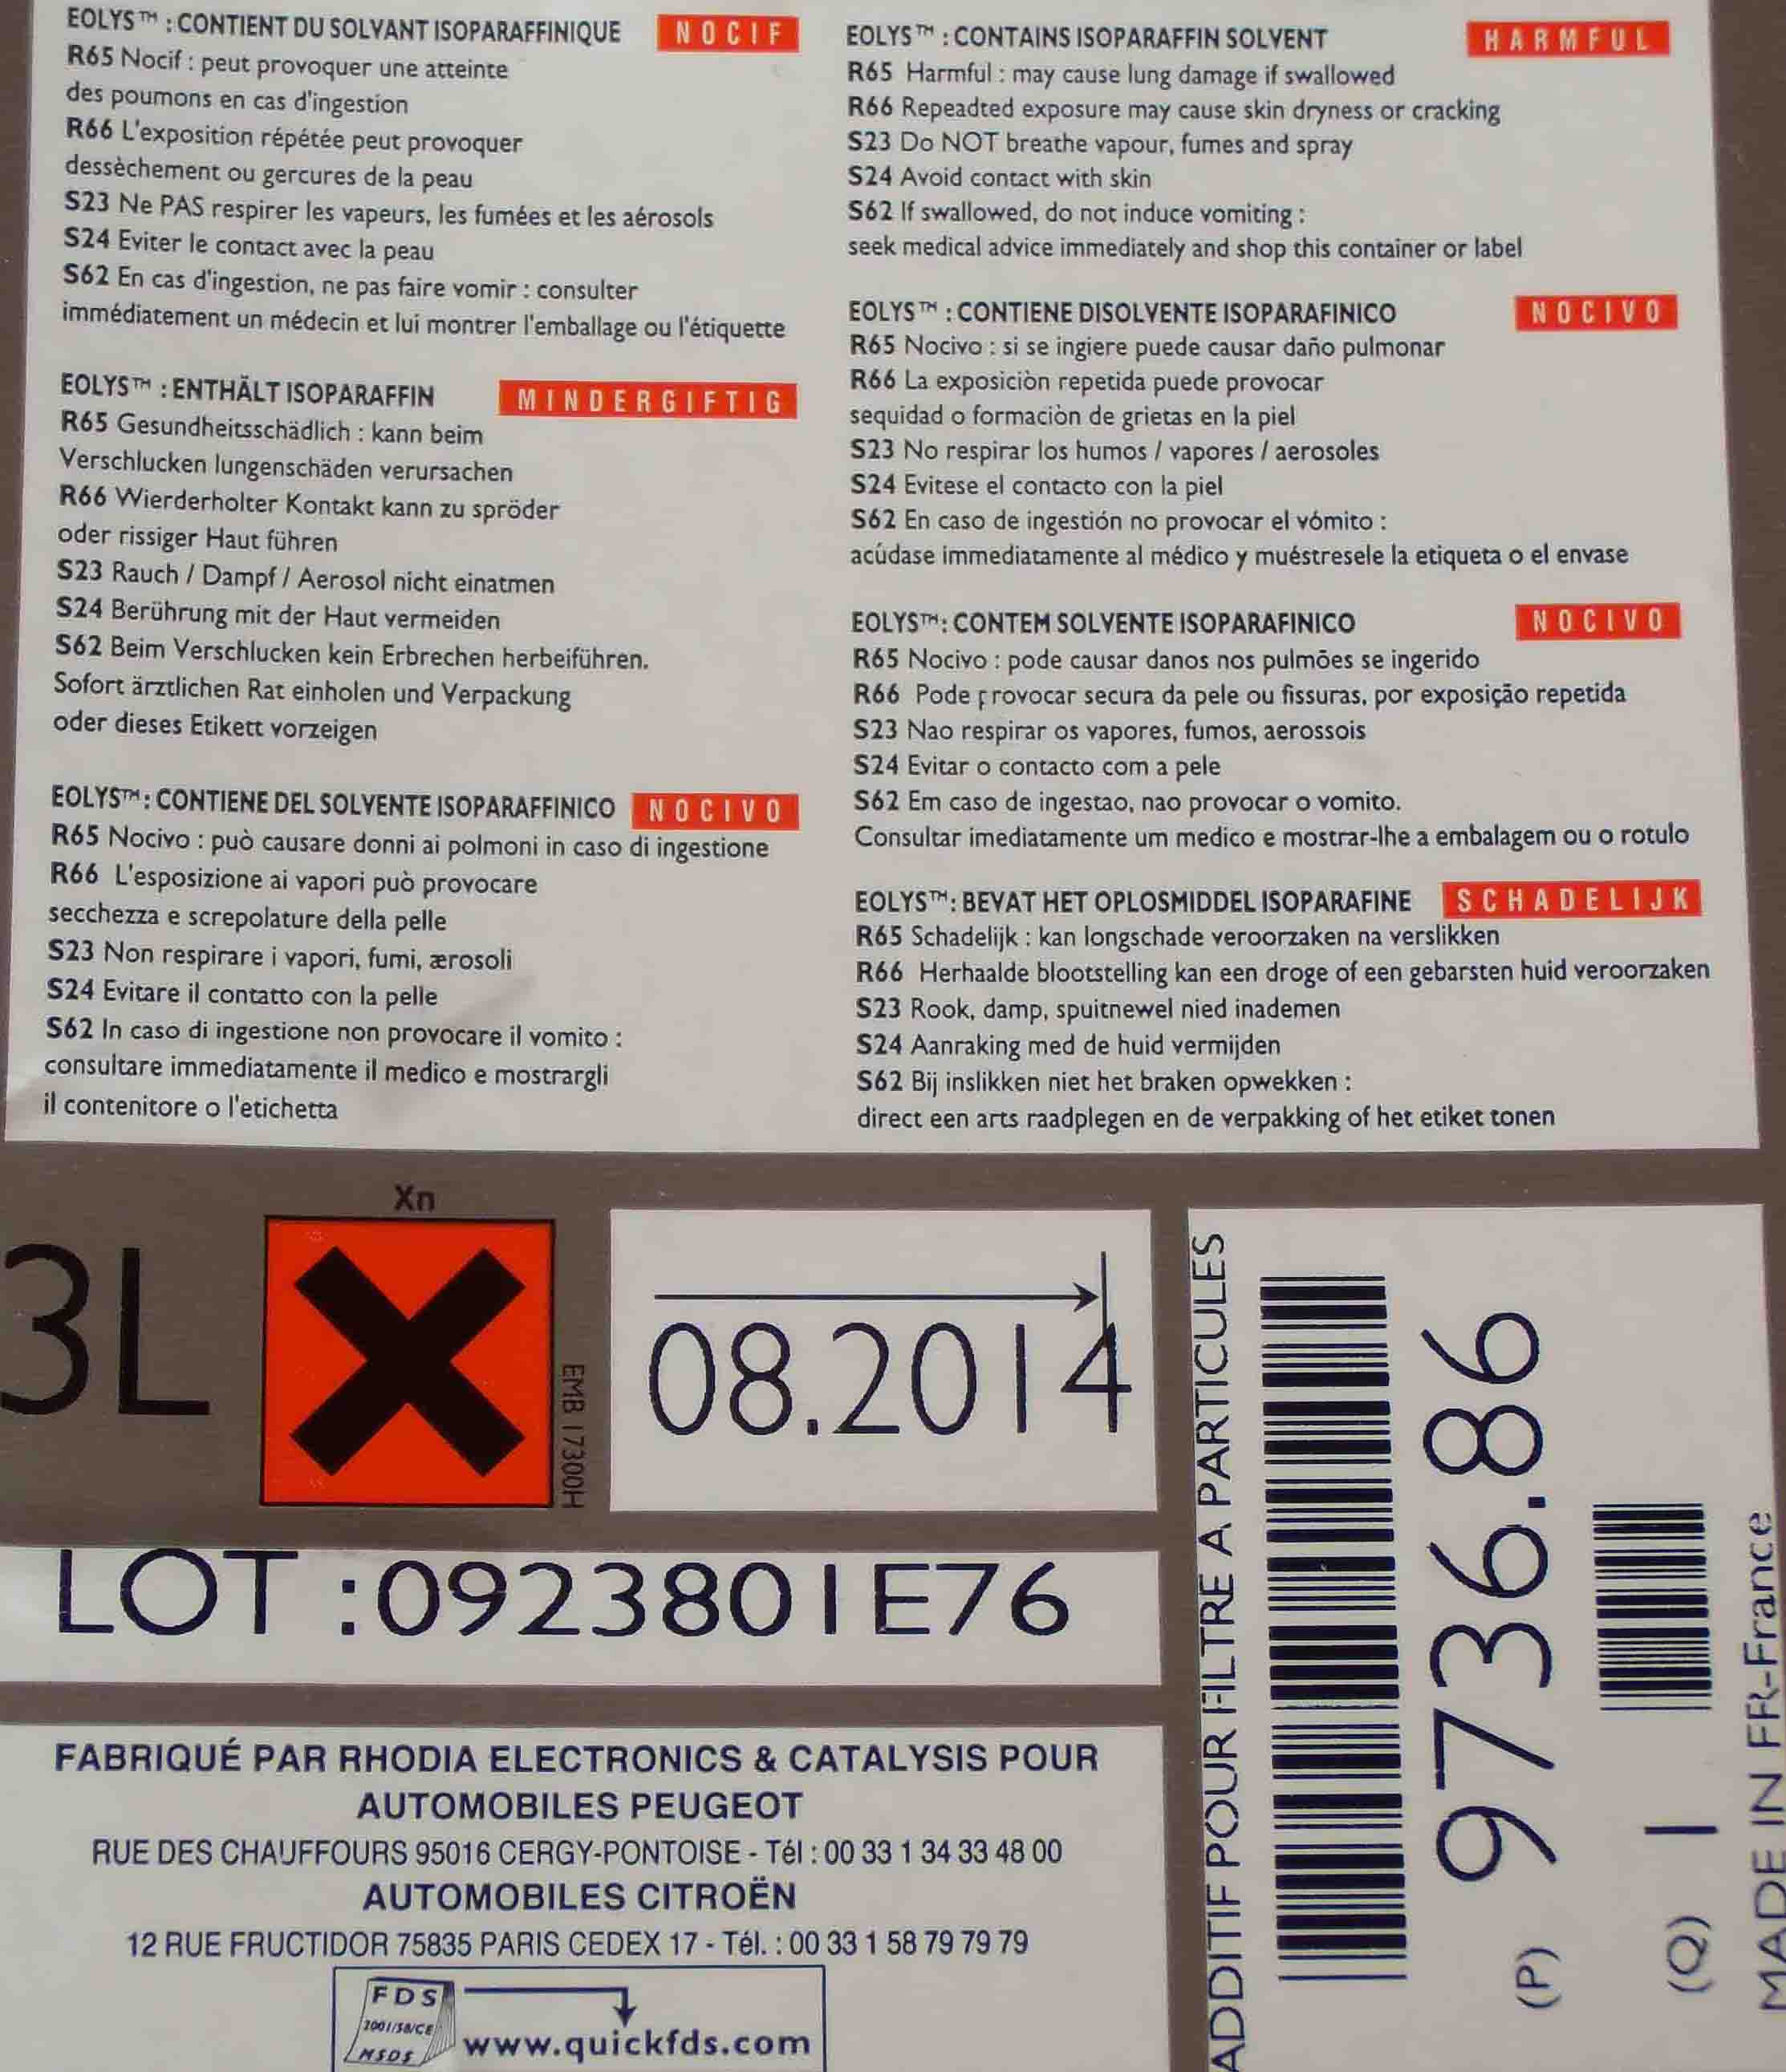 EOLYS™ : CONTIENT DU SOLVANT ISOPARAFFINIQUE NOCIF
R65 Nocif : peut provoquer une atteinte
des poumons en cas d'ingestion
R66 L'exposition répétée peut provoquer
dessèchement ou gercures de la peau
S23 Ne PAS respirer les vapeurs, les fumées et les aérosols
S24 Eviter le contact avec la peau
S62 En cas d'ingestion, ne pas faire vomir : consulter
immédiatement un médecin et lui montrer l'emballage ou l'étiquette
EOLYS™ : ENTHÄLT ISOPARAFFIN MINDERGIFTIG
R65 Gesundheitsschädlich : kann beim
Verschlucken lungenschäden verursachen
R66 Wierderholter Kontakt kann zu spröder
oder rissiger Haut führen
S23 Rauch / Dampf / Aerosol nicht einatmen
S24 Berührung mit der Haut vermeiden
S62 Beim Verschlucken kein Erbrechen herbeiführen.
Sofort ärztlichen Rat einholen und Verpackung
oder dieses Etikett vorzeigen
EOLYS™ : CONTIENE DEL SOLVENTE ISOPARAFFINICO NOCIVO
R65 Nocivo : può causare donni ai polmoni in caso di ingestione
R66 L'esposizione ai vapori può provocare
secchezza e screpolature della pelle
S23 Non respirare i vapori, fumi, ærosoli
S24 Evitare il contatto con la pelle
S62 In caso di ingestione non provocare il vomito :
consultare immediatamente il medico e mostrargli
il contenitore o l'etichetta
EOLYS™ : CONTAINS ISOPARAFFIN SOLVENT HARMFUL
R65 Harmful : may cause lung damage if swallowed
R66 Repeadted exposure may cause skin dryness or cracking
S23 Do NOT breathe vapour, fumes and spray
S24 Avoid contact with skin
S62 If swallowed, do not induce vomiting :
seek medical advice immediately and shop this container or label
EOLYS™ : CONTIENE DISOLVENTE ISOPARAFINICO NOCIVO
R65 Nocivo : si se ingiere puede causar daño pulmonar
R66 La exposiciòn repetida puede provocar
sequidad o formaciòn de grietas en la piel
S23 No respirar los humos / vapores / aerosoles
S24 Evitese el contacto con la piel
S62 En caso de ingestión no provocar el vómito :
acúdase immediatamente al médico y muéstresele la etiqueta o el envase
EOLYS™ : CONTEM SOLVENTE ISOPARAFINICO NOCIVO
R65 Nocivo : pode causar danos nos pulmões se ingerido
R66 Pode provocar secura da pele ou fissuras, por exposição repetida
S23 Nao respirar os vapores, fumos, aerossois
S24 Evitar o contacto com a pele
S62 Em caso de ingestao, nao provocar o vomito.
Consultar imediatamente um medico e mostrar-lhe a embalagem ou o rotulo
EOLYS™ : BEVAT HET OPLOSMIDDEL ISOPARAFINE SCHADELIJK
R65 Schadelijk : kan longschade veroorzaken na verslikken
R66 Herhaalde blootstelling kan een droge of een gebarsten huid veroorzaken
S23 Rook, damp, spuitnewel nied inademen
S24 Aanraking med de huid vermijden
S62 Bij inslikken niet het braken opwekken :
direct een arts raadplegen en de verpakking of het etiket tonen
3L
Xn
EMB 17300H
08.2014
LOT :0923801E76
FABRIQUÉ PAR RHODIA ELECTRONICS & CATALYSIS POUR
AUTOMOBILES PEUGEOT
RUE DES CHAUFFOURS 95016 CERGY-PONTOISE - Tél : 00 33 1 34 33 48 00
AUTOMOBILES CITROËN
12 RUE FRUCTIDOR 75835 PARIS CEDEX 17 - Tél. : 00 33 1 58 79 79 79
FDS
2001/58/CE
MSDS
www.quickfds.com
ADDITIF POUR FILTRE A PARTICULES
(P) 9736.86
(Q) 1
MADE IN FR-France